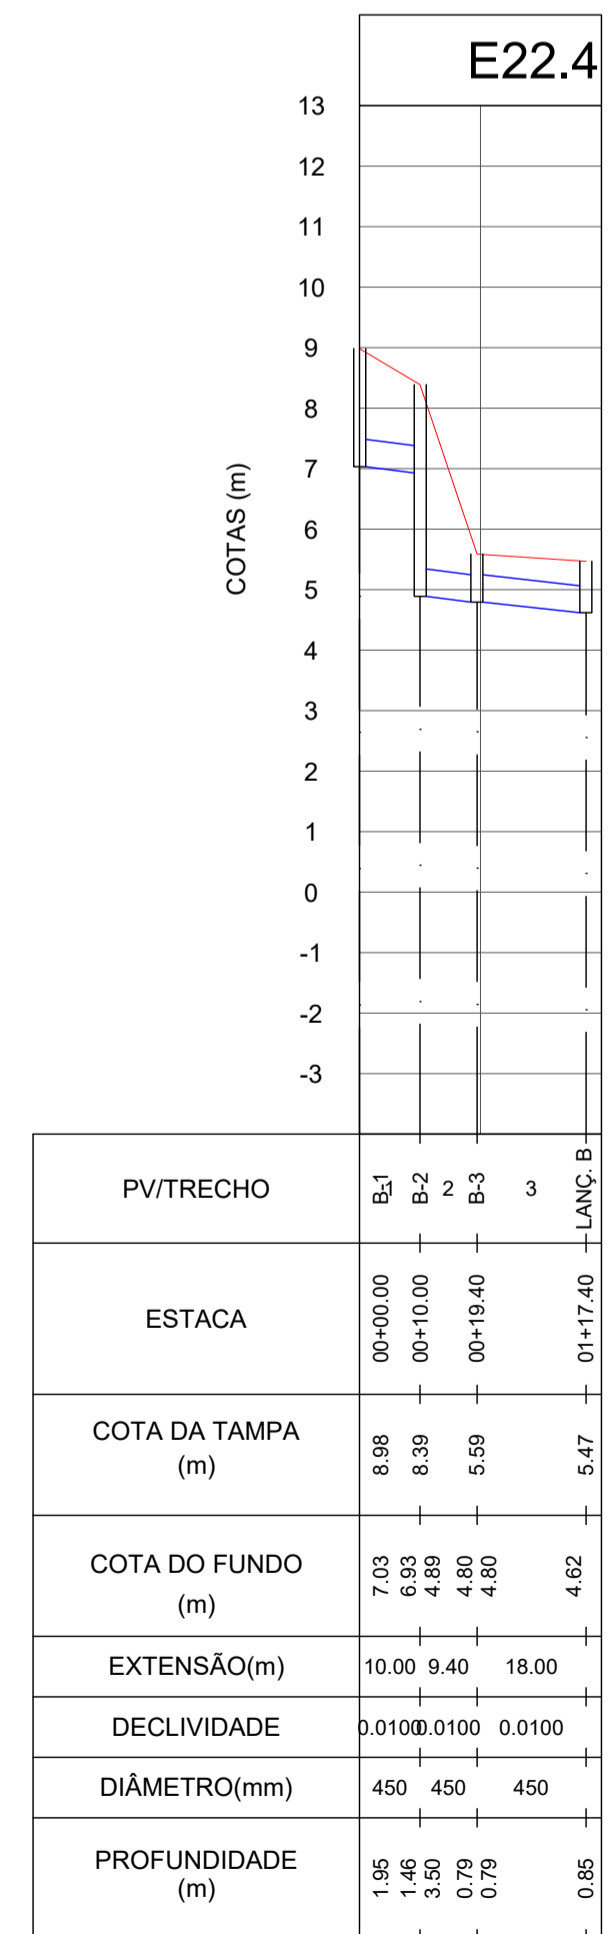 E22.4
13
12
11
10
9
8
7
6
5
4
3
2
1
0
-1
-2
-3
COTAS (m)
PV/TRECHO
B-1 1 B-2 2 B-3 3 LANÇ. B
ESTACA
00+00.00 00+10.00 00+19.40 01+17.40
COTA DA TAMPA
(m)
8.98 8.39 5.59 5.47
COTA DO FUNDO
(m)
7.03 6.93 4.89 4.80 4.80 4.62
EXTENSÃO(m) 10.00 9.40 18.00
DECLIVIDADE 0.0100 0.0100 0.0100
DIÂMETRO(mm) 450 450 450
PROFUNDIDADE
(m)
1.95 1.46 3.50 0.79 0.79 0.85